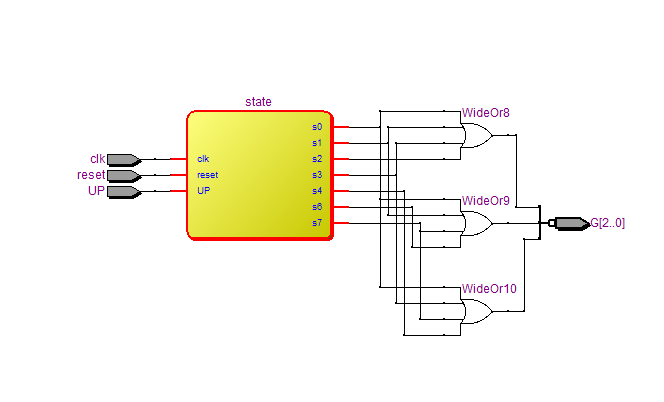 state
WideOr8
s0
s1
clk
clk
s2
reset
reset
s3
UP
UP
s4
WideOr9
s6
s7
G[2..0]
WideOr10